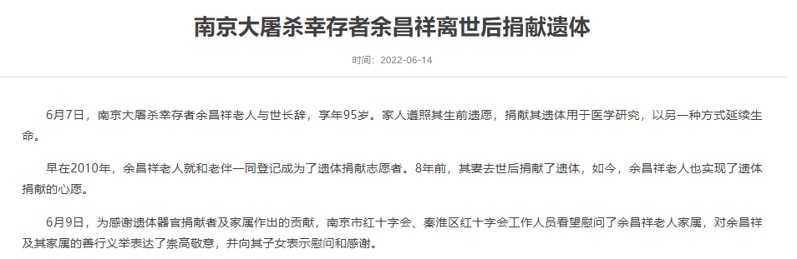 南京大屠杀幸存者余昌祥离世后捐献遗体
时间：2022-06-14
6月7日，南京大屠杀幸存者余昌祥老人与世长辞，享年95岁。家人遵照其生前遗愿，捐献其遗体用于医学研究，以另一种方式延续生
命。
早在2010年，余昌祥老人就和老伴一同登记成为了遗体捐献志愿者。8年前，其妻去世后捐献了遗体，如今，余昌祥老人也实现了遗体
捐献的心愿。
6月9日，为感谢遗体器官捐献者及家属作出的贡献，南京市红十字会、秦淮区红十字会工作人员看望慰问了余昌祥老人家属，对余昌祥
及其家属的善行义举表达了崇高敬意，并向其子女表示慰问和感谢。